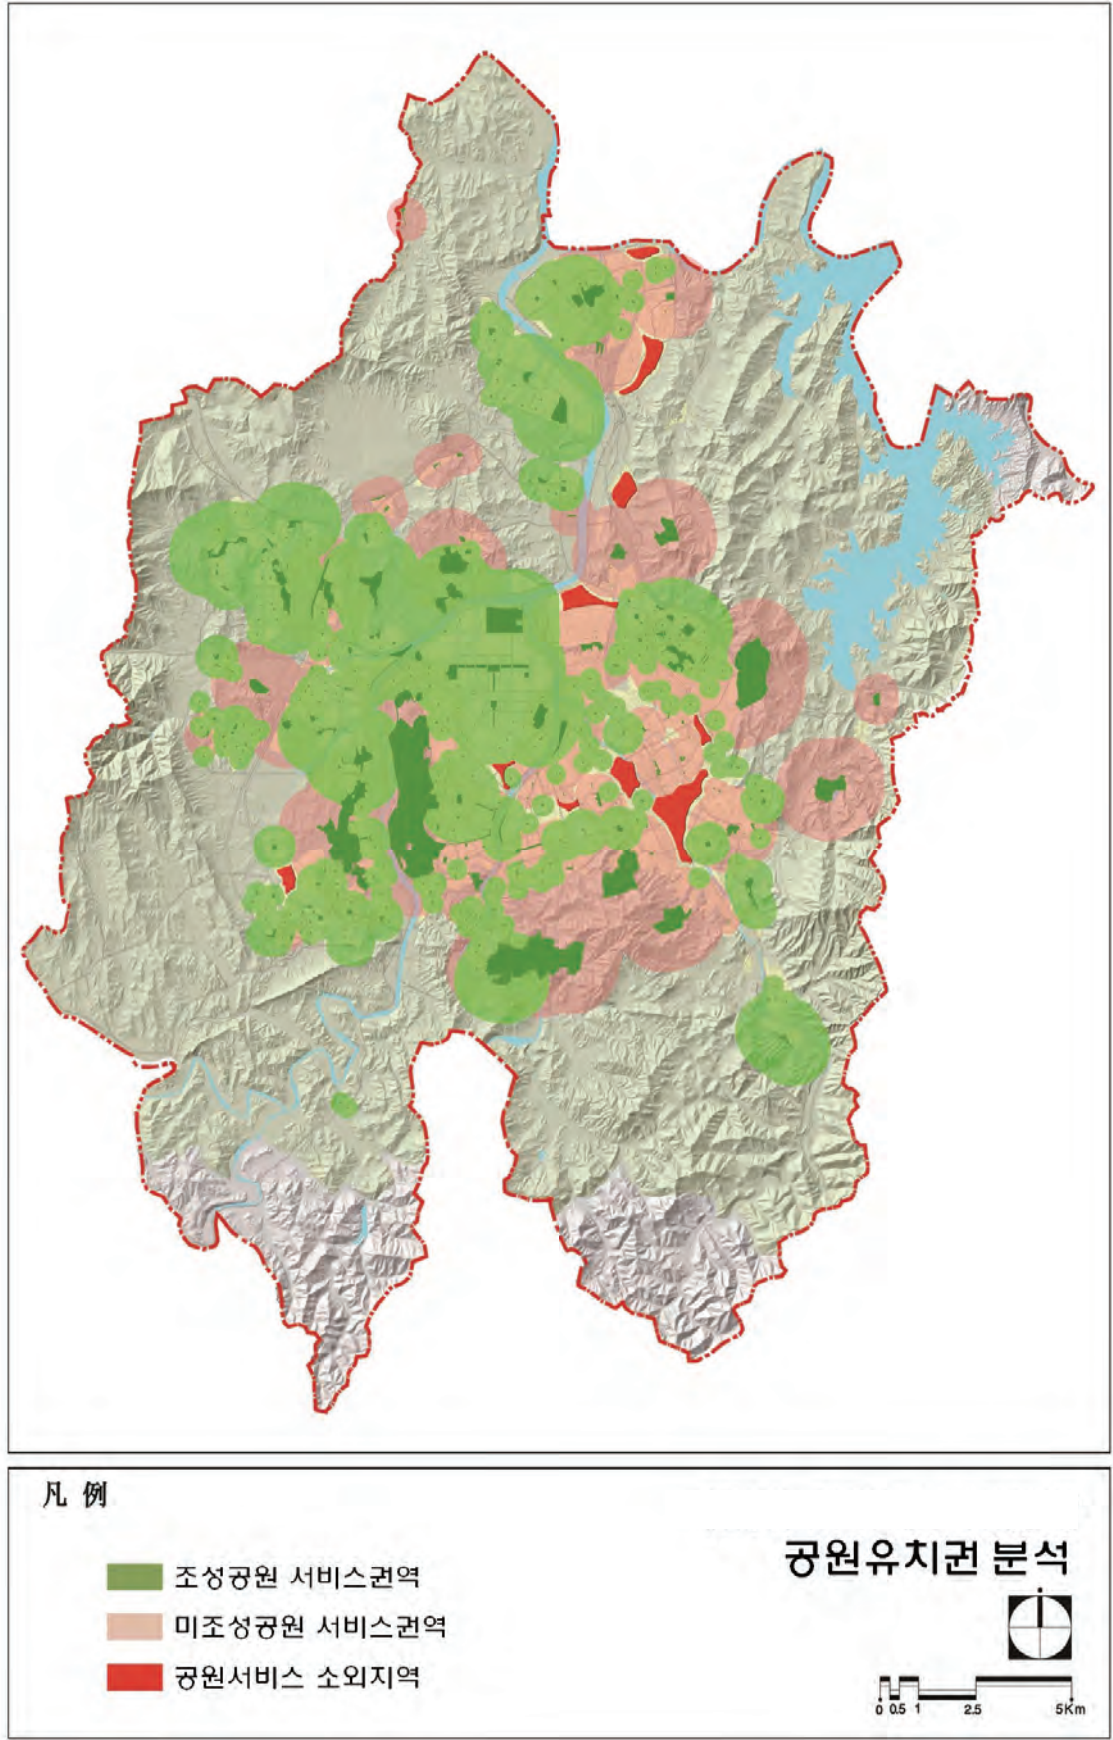 凡 例
조성공원 서비스권역
미조성공원 서비스권역
공원서비스 소외지역
공원유치권 분석
0 0.5 1 2.5 5Km